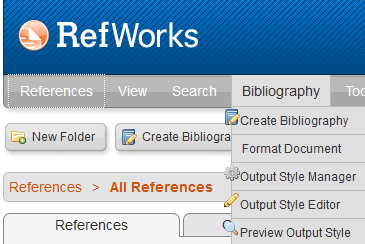 RefWorks
References View Search Bibliography Too
New Folder Create Bibliogra
Create Bibliography
Format Document
Output Style Manager
Output Style Editor
Preview Output Style
References > All References
References